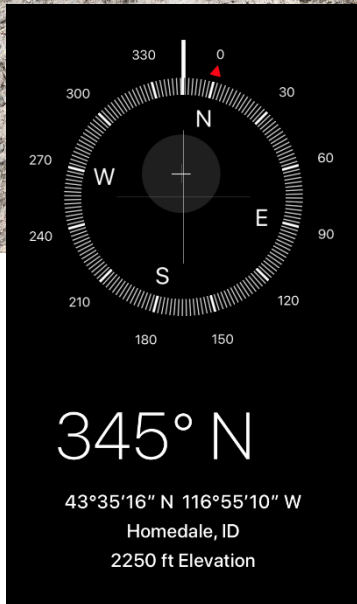 330 0
300 30
N
270 W 60
E
240 90
S
210 120
180 150
345° N
43°35′16″ N 116°55′10″ W
Homedale, ID
2250 ft Elevation